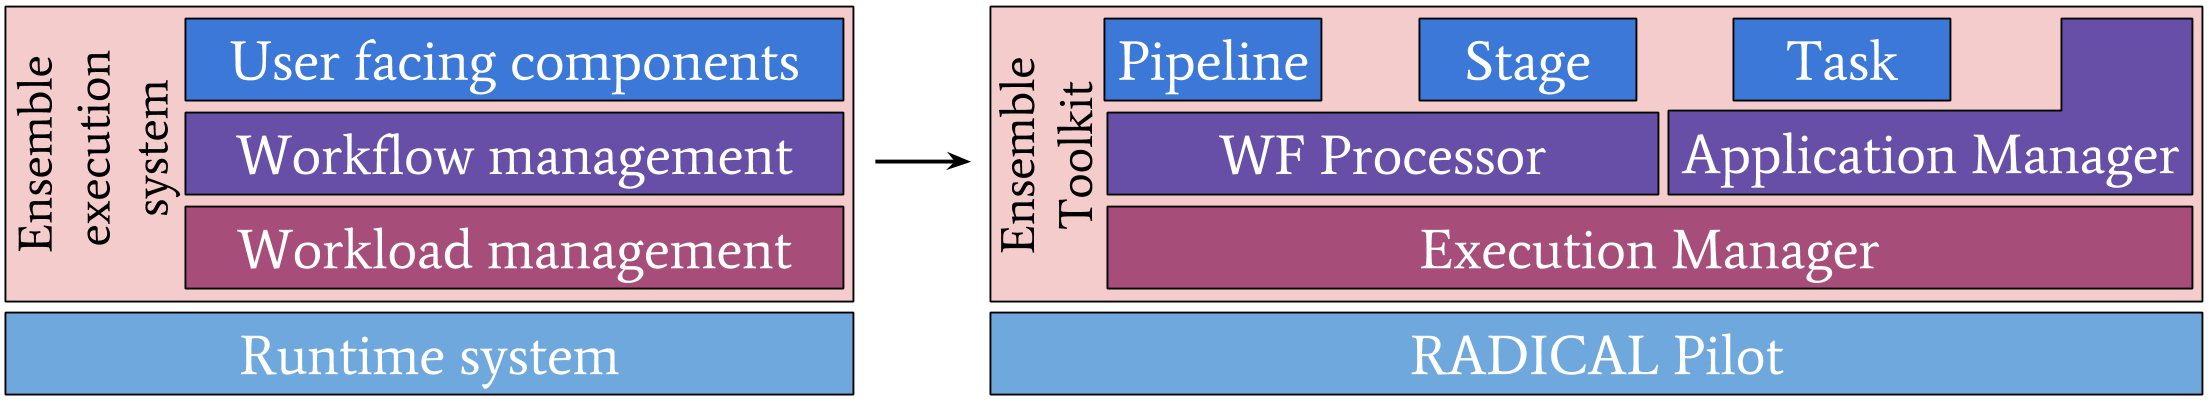 Ensemble
execution
system
User facing components
Workflow management
Workload management
Runtime system
Ensemble
Toolkit
Pipeline
Stage
Task
WF Processor
Application Manager
Execution Manager
RADICAL Pilot